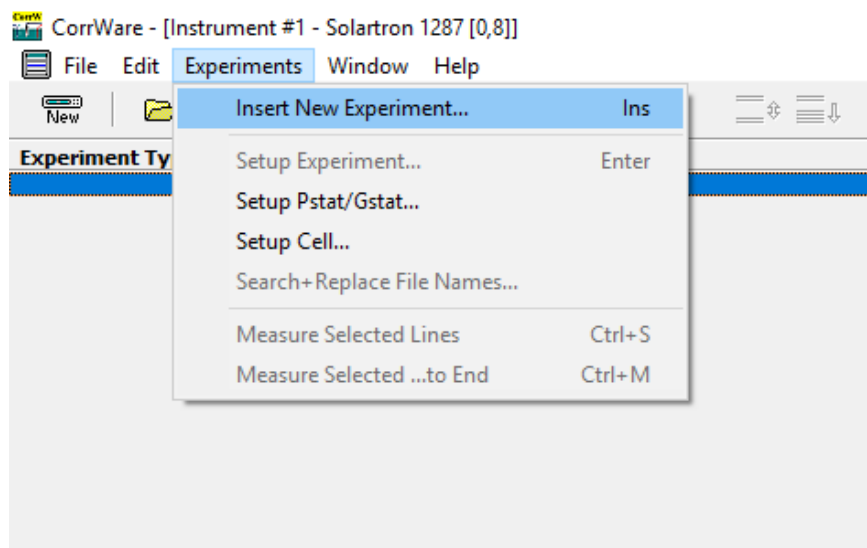 CorrW
CorrWare - [Instrument #1 - Solartron 1287 [0,8]]
File Edit Experiments Window Help
New
Experiment Ty
Insert New Experiment... Ins
Setup Experiment... Enter
Setup Pstat/Gstat...
Setup Cell...
Search+Replace File Names...
Measure Selected Lines Ctrl+S
Measure Selected ...to End Ctrl+M